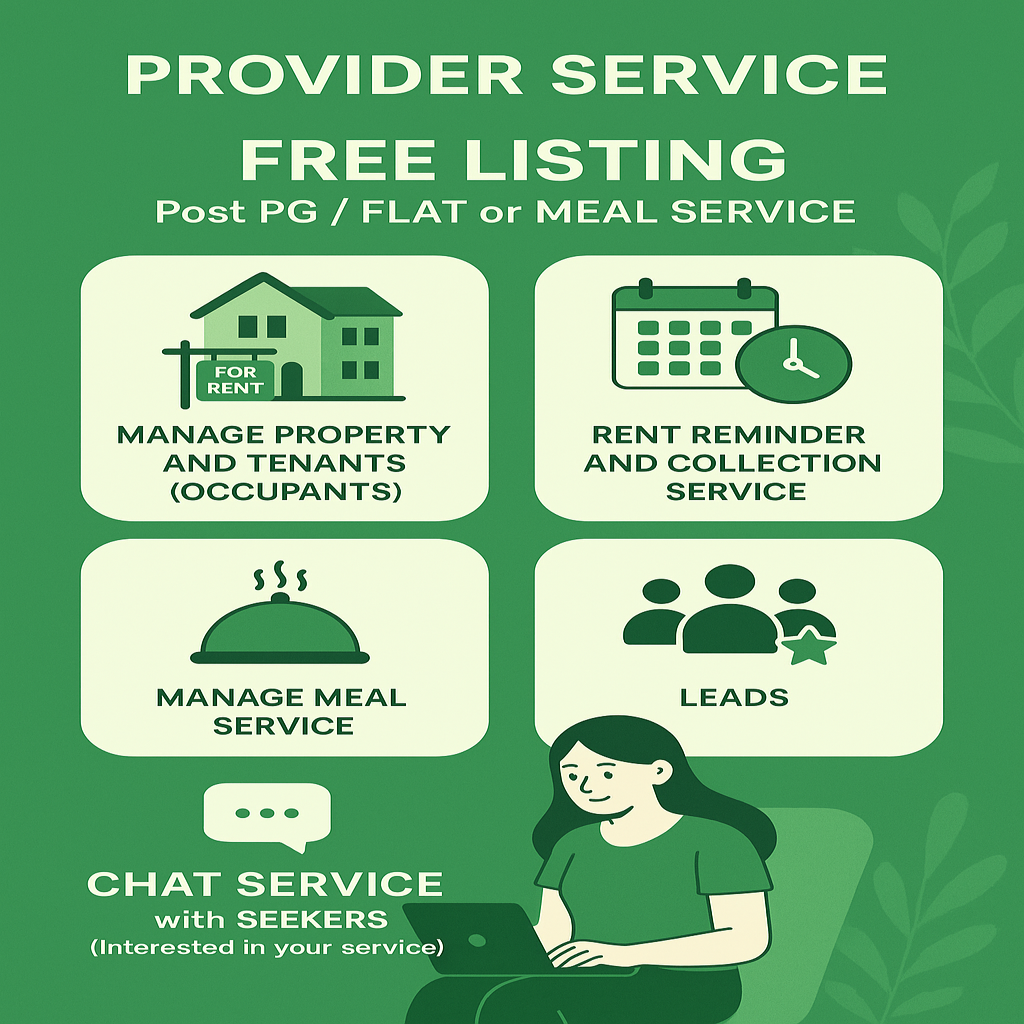 PROVIDER SERVICE
FREE LISTING
Post PG / FLAT or MEAL SERVICE
FOR
RENT
MANAGE PROPERTY
AND TENANTS
(OCCUPANTS)
RENT REMINDER
AND COLLECTION
SERVICE
MANAGE MEAL
SERVICE
LEADS
CHAT SERVICE
with SEEKERS
(Interested in your service)